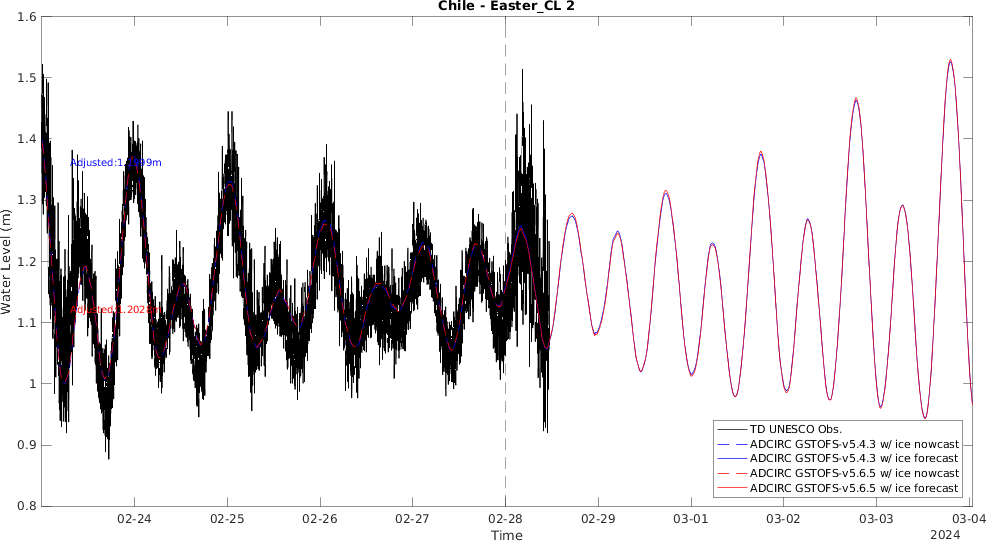 Chile - Easter_CL 2
1.6
1.5
1.4
1.3
1.2
1.1
1
0.9
0.8
Water Level (m)
02-24
02-25
02-26
02-27
02-28
02-29
03-01
03-02
03-03
03-04
Time
2024
TD UNESCO Obs.
ADCIRC GSTOFS-v5.4.3 w/ ice nowcast
ADCIRC GSTOFS-v5.4.3 w/ ice forecast
ADCIRC GSTOFS-v5.6.5 w/ ice nowcast
ADCIRC GSTOFS-v5.6.5 w/ ice forecast